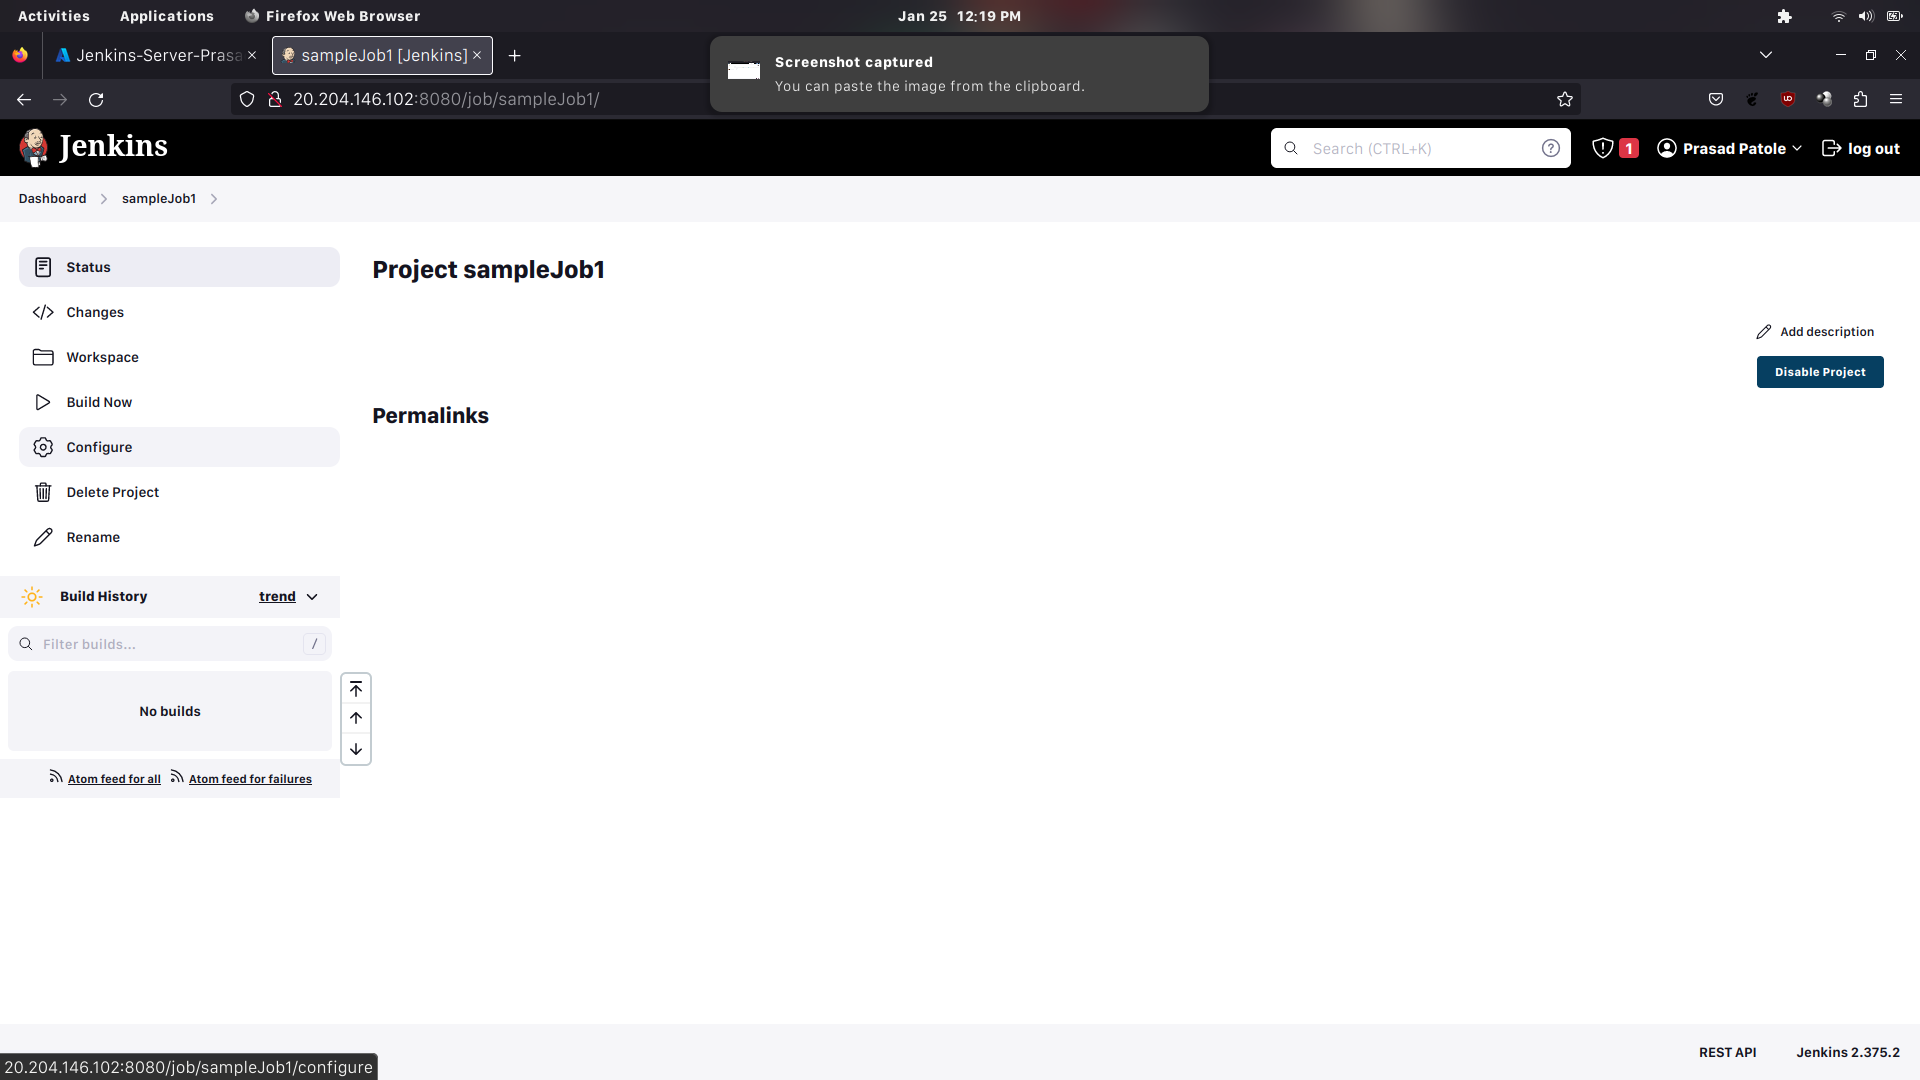 Activities Applications Firefox Web Browser Jan 25 12:19 PM
Jenkins-Server-Prasa sampleJob1 [Jenkins]
Screenshot captured
You can paste the image from the clipboard.
20.204.146.102:8080/job/sampleJob1/
Jenkins Search (CTRL+K) ? 1 Prasad Patole log out
Dashboard sampleJob1
Status
Changes
Workspace
Build Now
Configure
Delete Project
Rename
Build History trend
Filter builds... /
No builds
Atom feed for all Atom feed for failures
Project sampleJob1
Add description
Disable Project
Permalinks
REST API Jenkins 2.375.2
20.204.146.102:8080/job/sampleJob1/configure